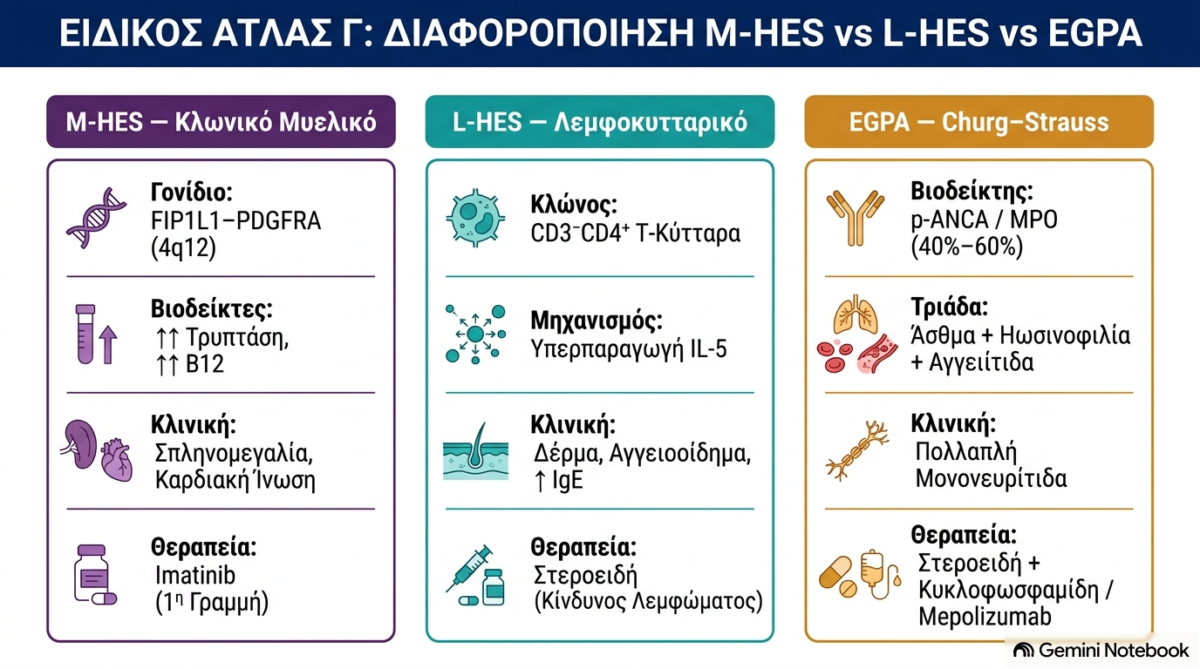 ΕΙΔΙΚΟΣ ΑΤΛΑΣ Γ: ΔΙΑΦΟΡΟΠΟΙΗΣΗ M-HES vs L-HES vs EGPA
M-HES — Κλωνικό Μυελικό
Γονίδιο:
FIP1L1–PDGFRA
(4q12)
Βιοδείκτες:
↑↑ Τρυπτάση,
↑↑ B12
Κλινική:
Σπληνομεγαλία,
Καρδιακή Ίνωση
Θεραπεία:
Imatinib
(1η Γραμμή)
L-HES — Λεμφοκυτταρικό
Κλώνος:
CD3⁻CD4⁺ Τ-Κύτταρα
Μηχανισμός:
Υπερπαραγωγή IL-5
Κλινική:
Δέρμα, Αγγειοοίδημα,
↑ IgE
Θεραπεία:
Στεροειδή
(Κίνδυνος Λεμφώματος)
EGPA — Churg–Strauss
Βιοδείκτης:
p-ANCA / MPO
(40%–60%)
Τριάδα:
Άσθμα + Ηωσινοφιλία
+ Αγγειίτιδα
Κλινική:
Πολλαπλή
Μονονευρίτιδα
Θεραπεία:
Στεροειδή +
Κυκλοφωσφαμίδη /
Mepolizumab
Gemini Notebook